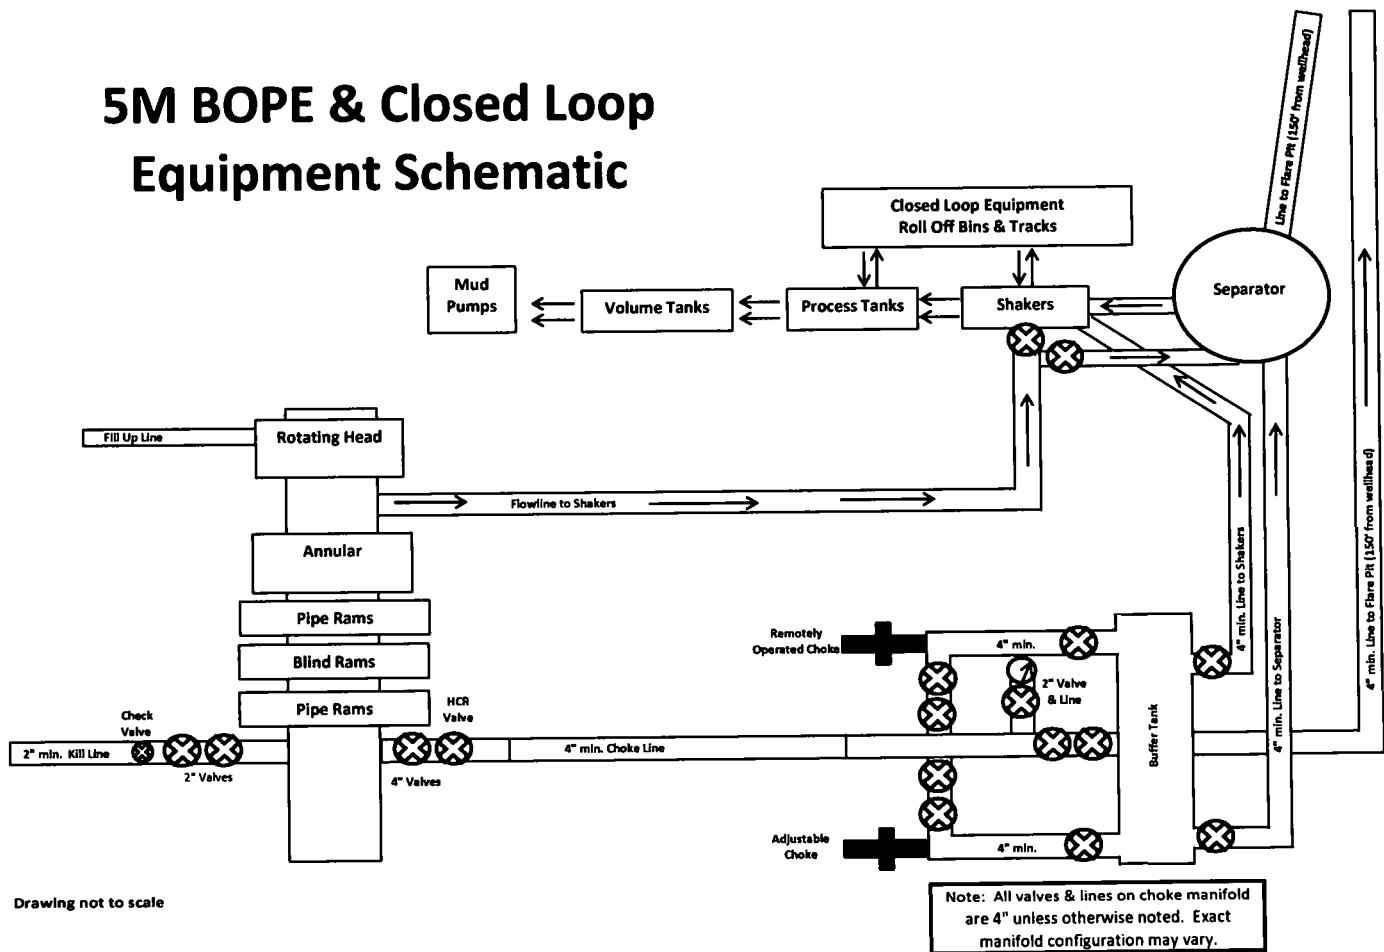 5M BOPE & Closed Loop
Equipment Schematic
Line to Flare Pit (150' from wellhead)
Closed Loop Equipment
Roll Off Bins & Tracks
Mud
Pumps
Volume Tanks
Process Tanks
Shakers
Separator
Fill Up Line
Rotating Head
Flowline to Shakers
Annular
Pipe Rams
Blind Rams
Pipe Rams
Check
Valve
HCR
Valve
2" min. Kill Line
2" Valves
4" Valves
4" min. Choke Line
Remotely
Operated Choke
4" min.
2" Valve
& Line
Buffer Tank
4" min. Line to Shakers
4" min. Line to Separator
4" min. Line to Flare Pit (150' from wellhead)
Adjustable
Choke
4" min.
Drawing not to scale
Note: All valves & lines on choke manifold
are 4" unless otherwise noted. Exact
manifold configuration may vary.